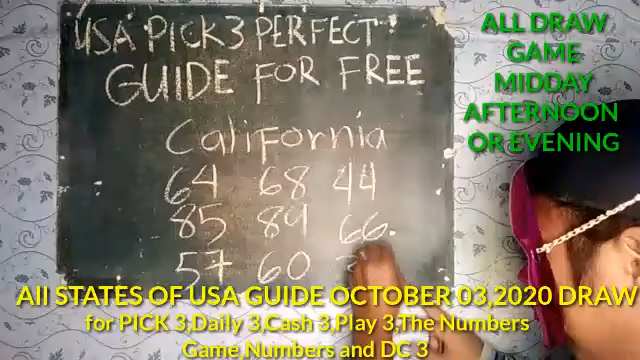 USA PICK 3 PERFECT!
GUIDE FOR FREE
California
64 68 44
85 89 66.
57 60
ALL DRAW
GAME
MIDDAY
AFTERNOON
OR EVENING
All STATES OF USA GUIDE OCTOBER 03,2020 DRAW
for PICK 3,Daily 3,Cash 3,Play 3,The Numbers
Game,Numbers and DC 3